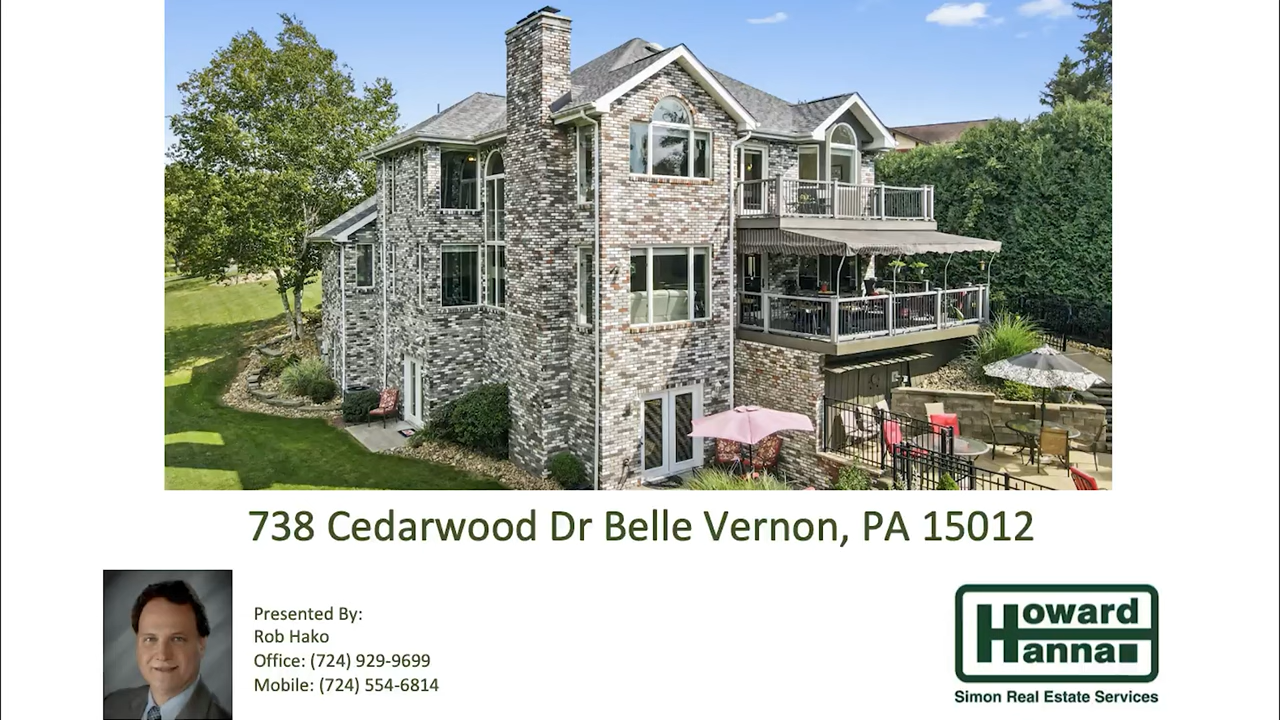 738 Cedarwood Dr Belle Vernon, PA 15012
Presented By:
Rob Hako
Office: (724) 929-9699
Mobile: (724) 554-6814
Howard
Hanna
Simon Real Estate Services